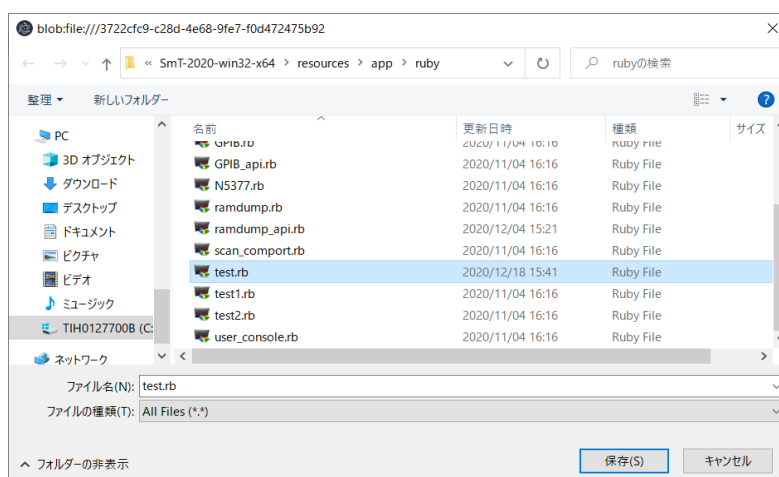 blob:file:///3722cfc9-c28d-4e68-9fe7-f0d472475b92
« SmT-2020-win32-x64 > resources > app > ruby
rubyの検索
整理 新しいフォルダー
名前 更新日時 種類 サイズ
GPIB.rb 2020/11/04 16:16 Ruby File
GPIB_api.rb 2020/11/04 16:16 Ruby File
N5377.rb 2020/11/04 16:16 Ruby File
ramdump.rb 2020/11/04 16:16 Ruby File
ramdump_api.rb 2020/12/04 15:21 Ruby File
scan_comport.rb 2020/11/04 16:16 Ruby File
test.rb 2020/12/18 15:41 Ruby File
test1.rb 2020/11/04 16:16 Ruby File
test2.rb 2020/11/04 16:16 Ruby File
user_console.rb 2020/11/04 16:16 Ruby File
PC
3D オブジェクト
ダウンロード
デスクトップ
ドキュメント
ピクチャ
ビデオ
ミュージック
TIH0127700B (C:
ネットワーク
ファイル名(N): test.rb
ファイルの種類(T): All Files (*.*)
フォルダーの非表示
保存(S) キャンセル